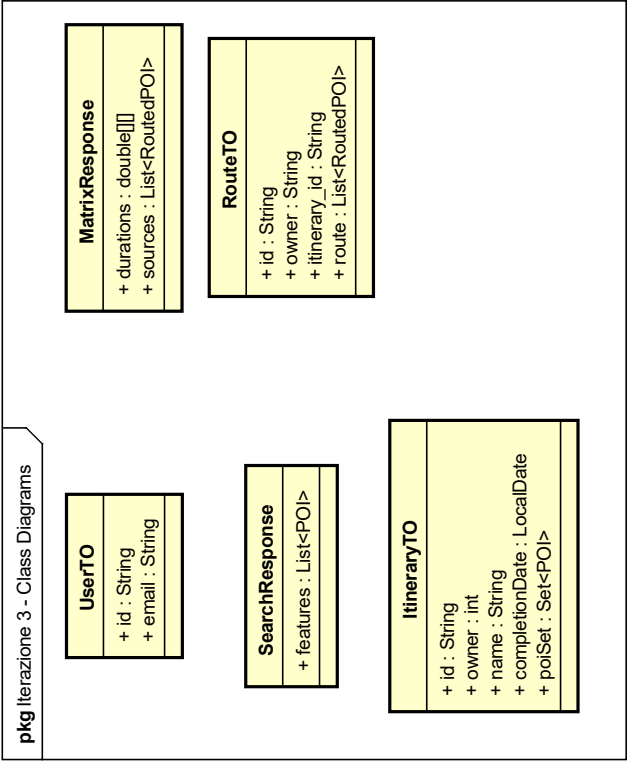 pkg Iterazione 3 - Class Diagrams
UserTO
+ id : String
+ email : String
SearchResponse
+ features : List<POI>
ItineraryTO
+ id : String
+ owner : int
+ name : String
+ completionDate : LocalDate
+ poiSet : Set<POI>
MatrixResponse
+ durations : double[][]
+ sources : List<RoutedPOI>
RouteTO
+ id : String
+ owner : String
+ itinerary_id : String
+ route : List<RoutedPOI>